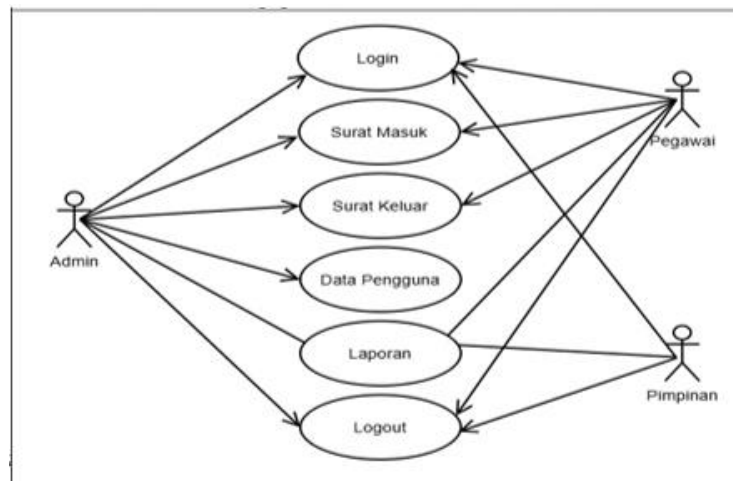 Login
Surat Masuk
Pegawai
Surat Keluar
Admin
Data Pengguna
Laporan
Pimpinan
Logout